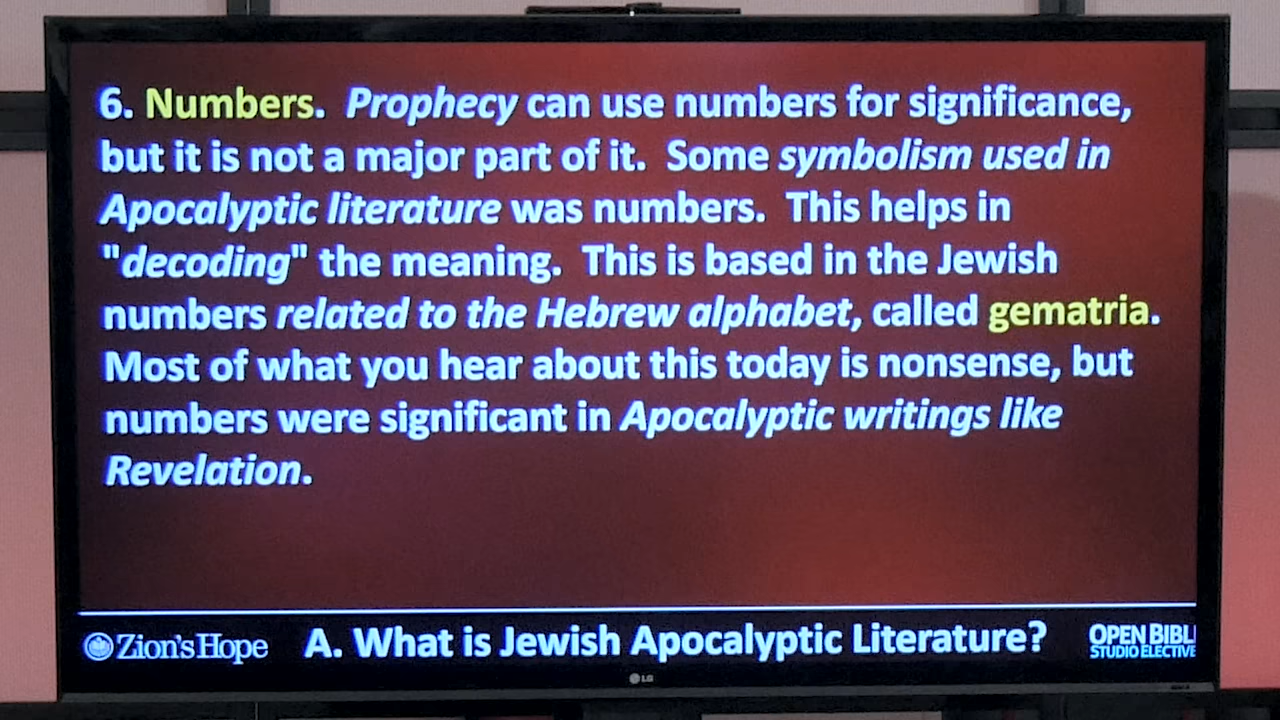 6. Numbers. Prophecy can use numbers for significance,
but it is not a major part of it. Some symbolism used in
Apocalyptic literature was numbers. This helps in
"decoding" the meaning. This is based in the Jewish
numbers related to the Hebrew alphabet, called gematria.
Most of what you hear about this today is nonsense, but
numbers were significant in Apocalyptic writings like
Revelation.
Zion's Hope
A. What is Jewish Apocalyptic Literature?
OPEN BIBL
STUDIO ELECTIVE
LG